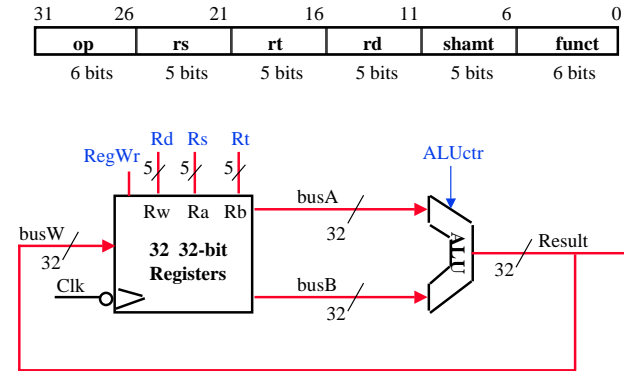 31 26 21 16 11 6 0
op rs rt rd shamt funct
6 bits 5 bits 5 bits 5 bits 5 bits 6 bits
Rd Rs Rt
RegWr ALUctr
5 5 5
busA
Rw Ra Rb
busW
32
32 32-bit
ALU
Result
32
Registers
32
Clk
busB
32